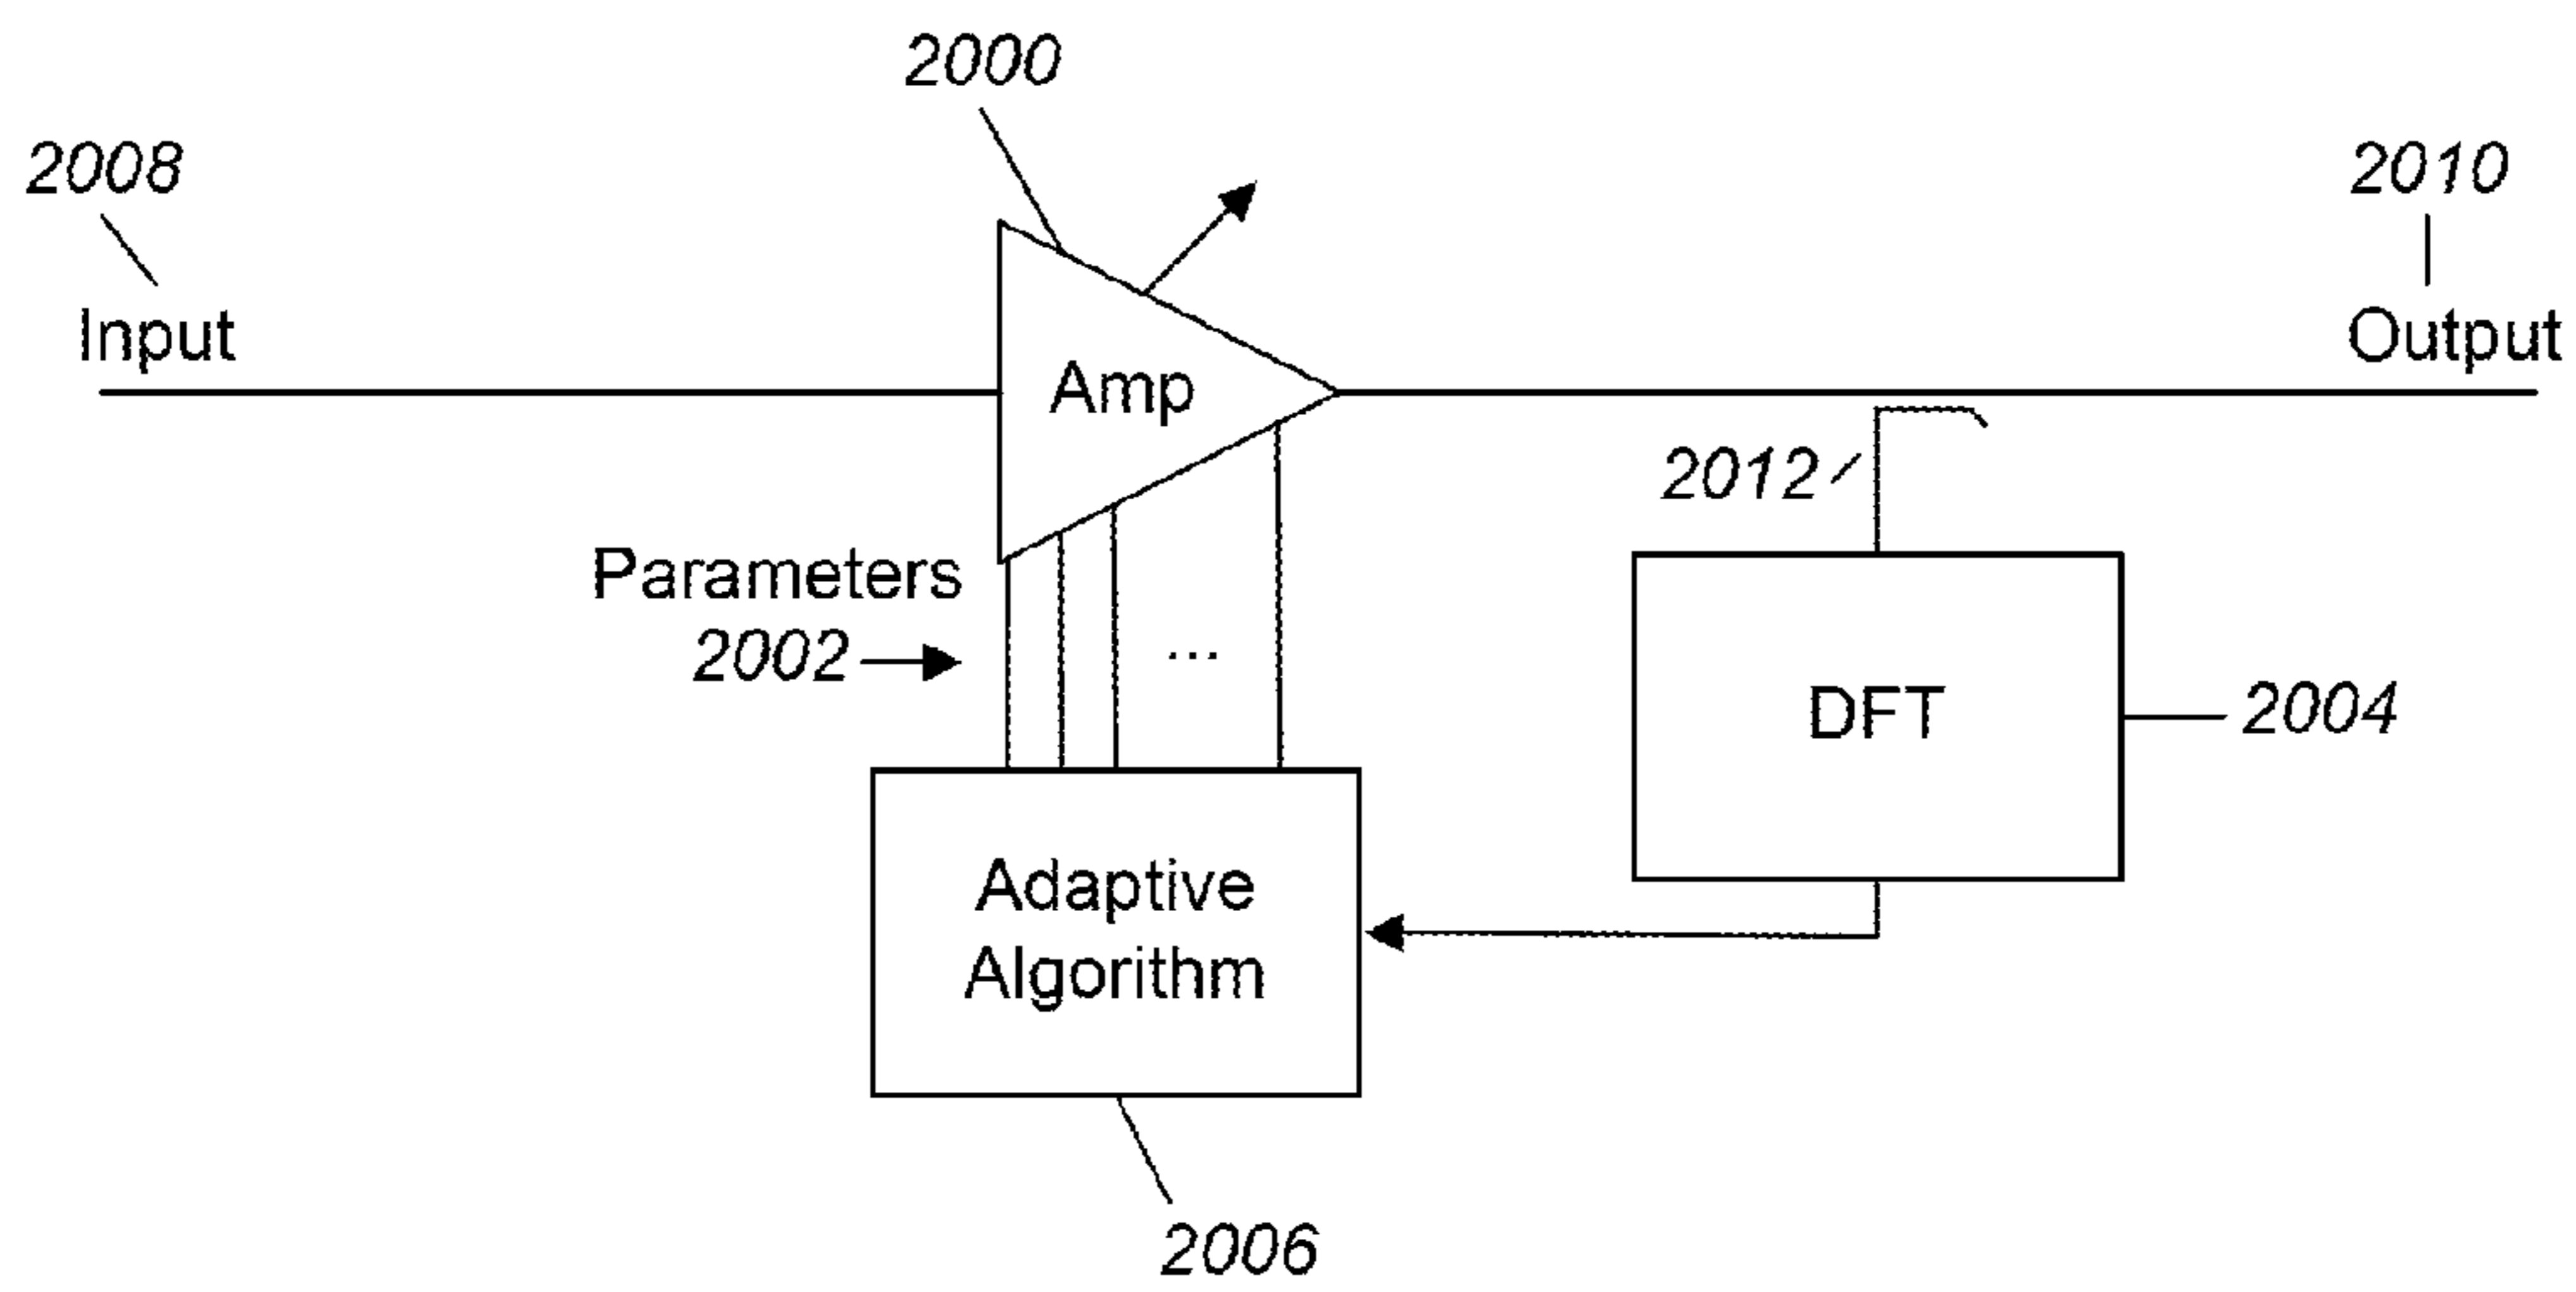 2000
2008
2010
Input
Output
Amp
2012
Parameters
2002
...
DFT
2004
Adaptive
Algorithm
2006